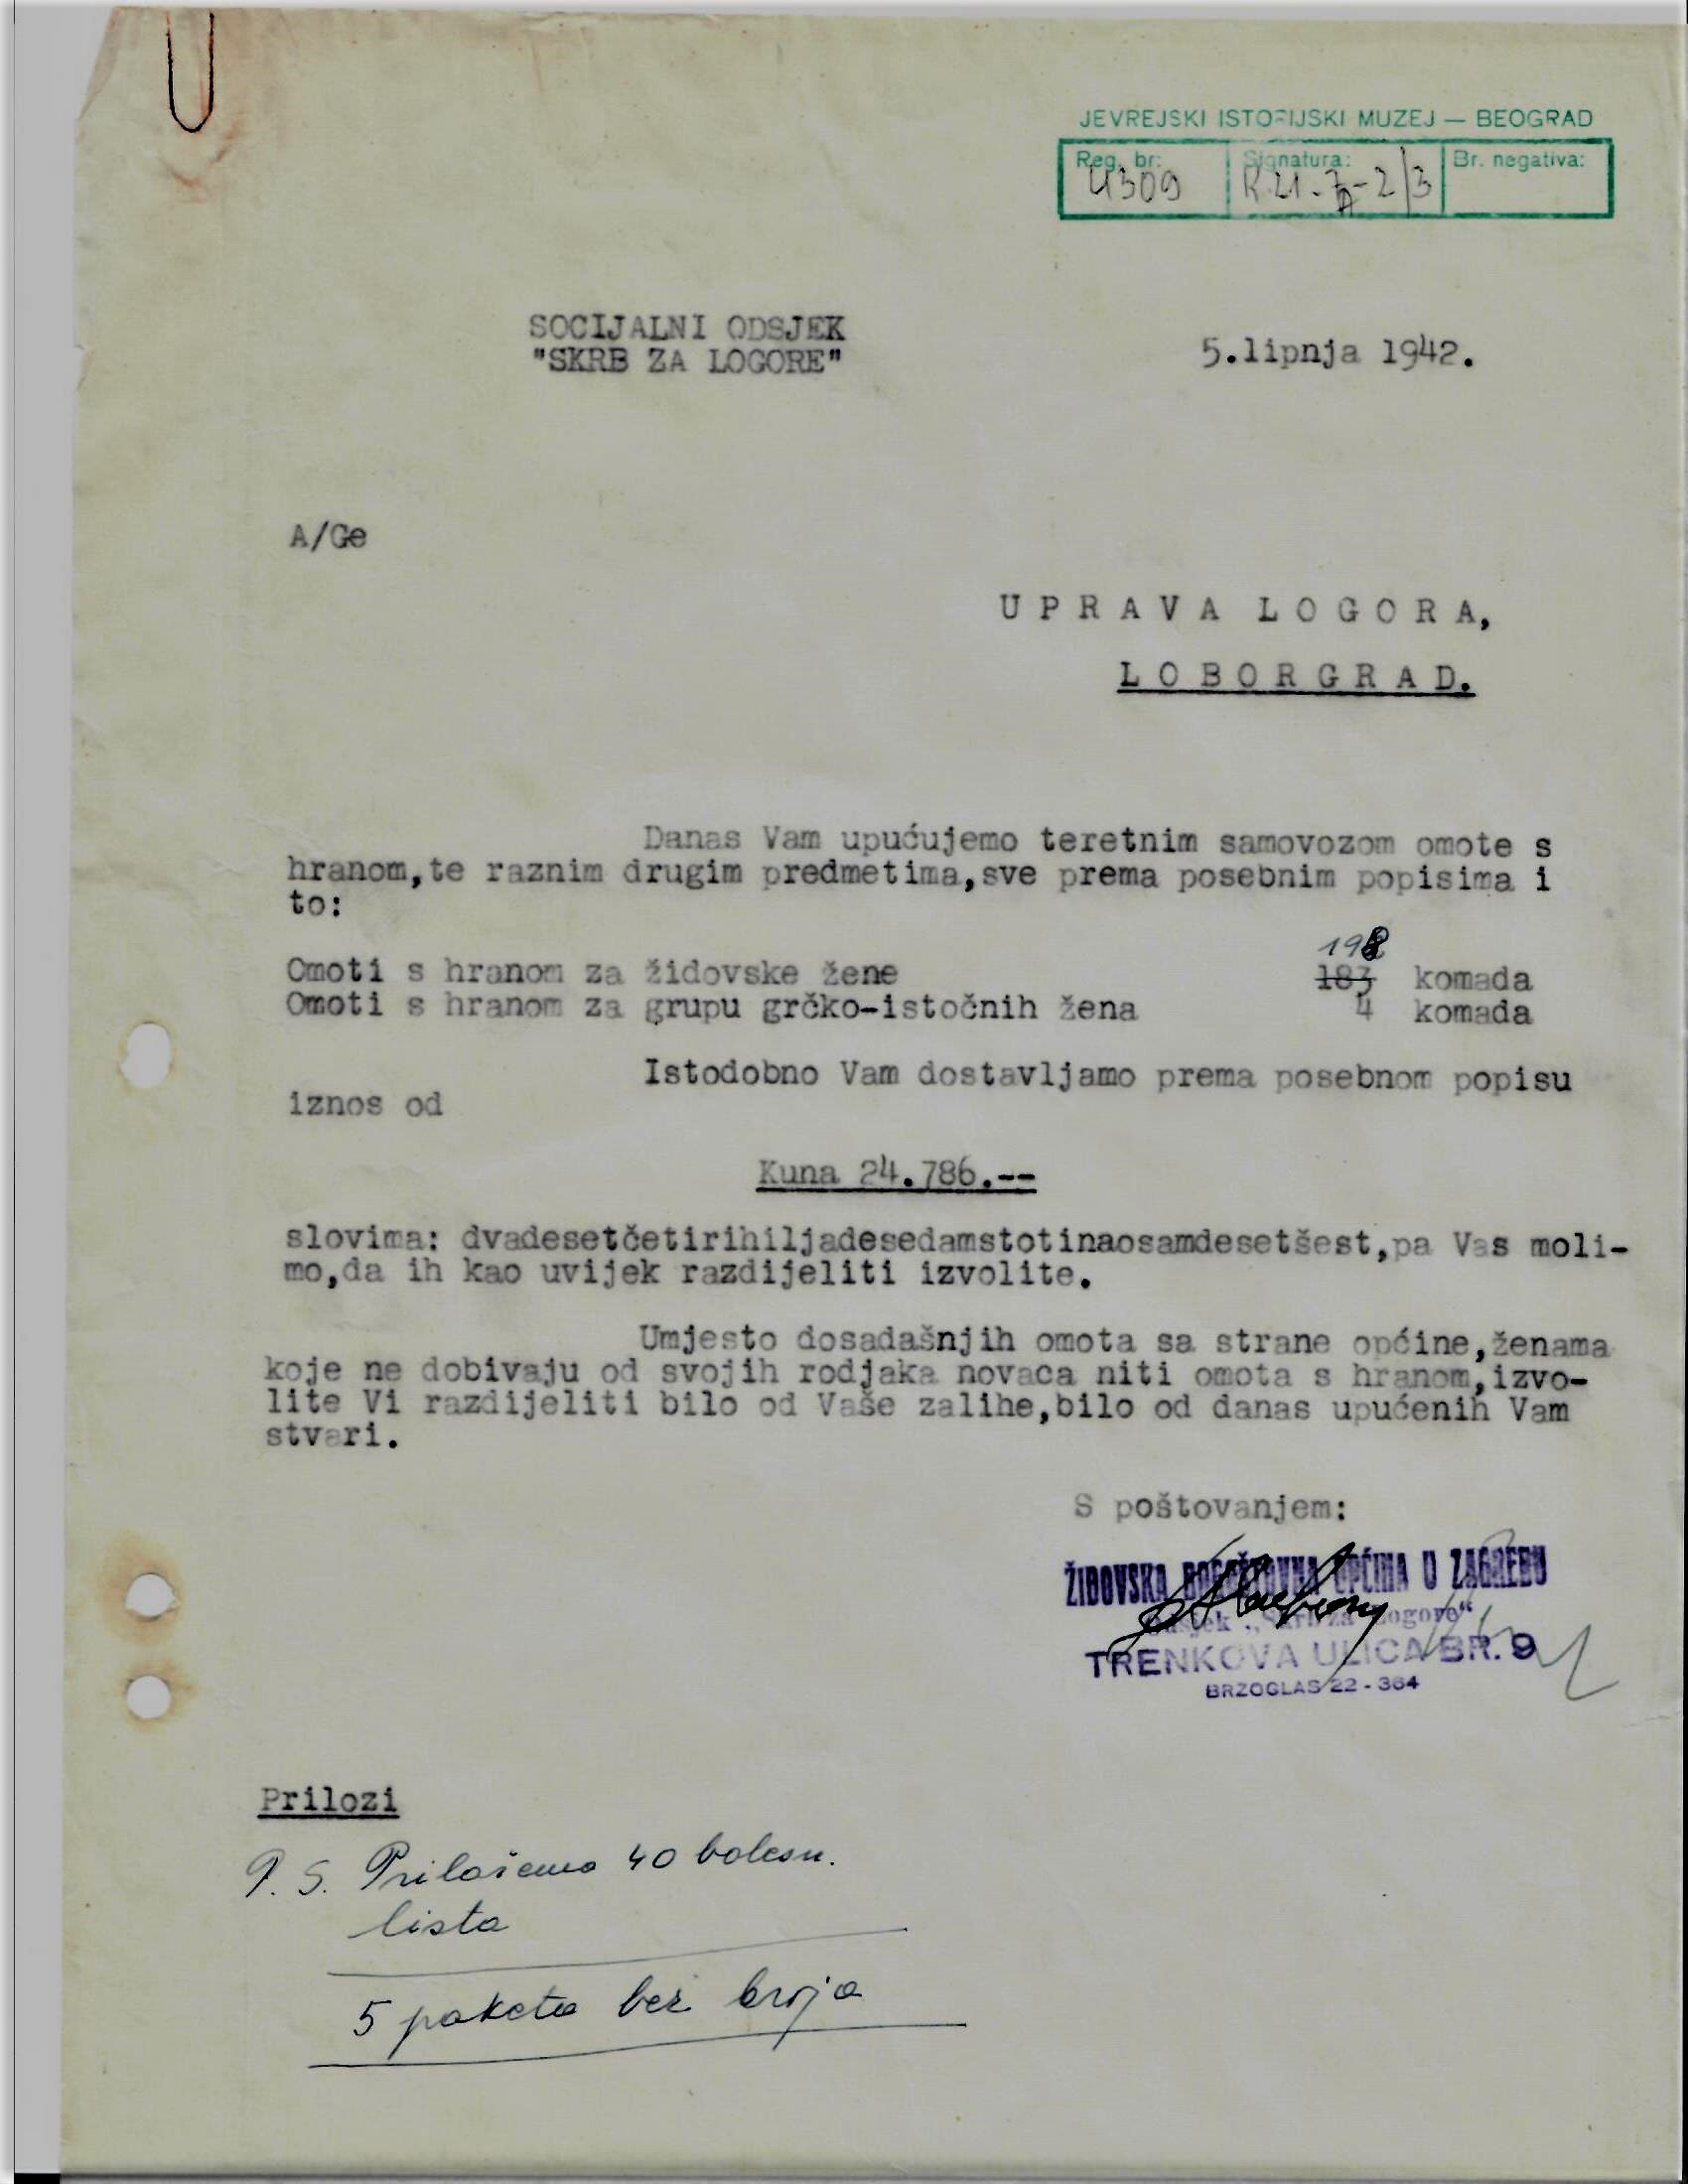 JEVREJSKI ISTORIJSKI MUZEJ — BEOGRAD
Reg. br: Signatura: Br. negativa:
4309
SOCIJALNI ODSJEK
"SKRB ZA LOGORE"
5.lipnja 1942.
A/Ge
U P R A V A L O G O R A,
L O B O R G R A D.
Danas Vam upućujemo teretnim samovozom omote s
hranom,te raznim drugim predmetima,sve prema posebnim popisima i
to:
Omoti s hranom za židovske žene 183 komada
Omoti s hranom za grupu grčko-istočnih žena 4 komada
Istodobno Vam dostavljamo prema posebnom popisu
iznos od
Kuna 24.786.--
slovima: dvadesetčetirihiljadesedamstotinaosamdesetšest,pa Vas moli-
mo,da ih kao uvijek razdijeliti izvolite.
Umjesto dosadašnjih omota sa strane općine,ženama
koje ne dobivaju od svojih rodjaka novaca niti omota s hranom,izvo-
lite Vi razdijeliti bilo od Vaše zalihe,bilo od danas upućenih Vam
stvari.
S poštovanjem:
ŽIDOVSKA BOGOŠTOVNA OPĆINA U ZAGREBU
Odsjek „Skrb za Logore“
TRENKOVA ULICA BR. 9
BRZOGLAS 22-364
Prilozi
P. S. Prilažemo 40 bolesn.
lista
5 paketa bez broja